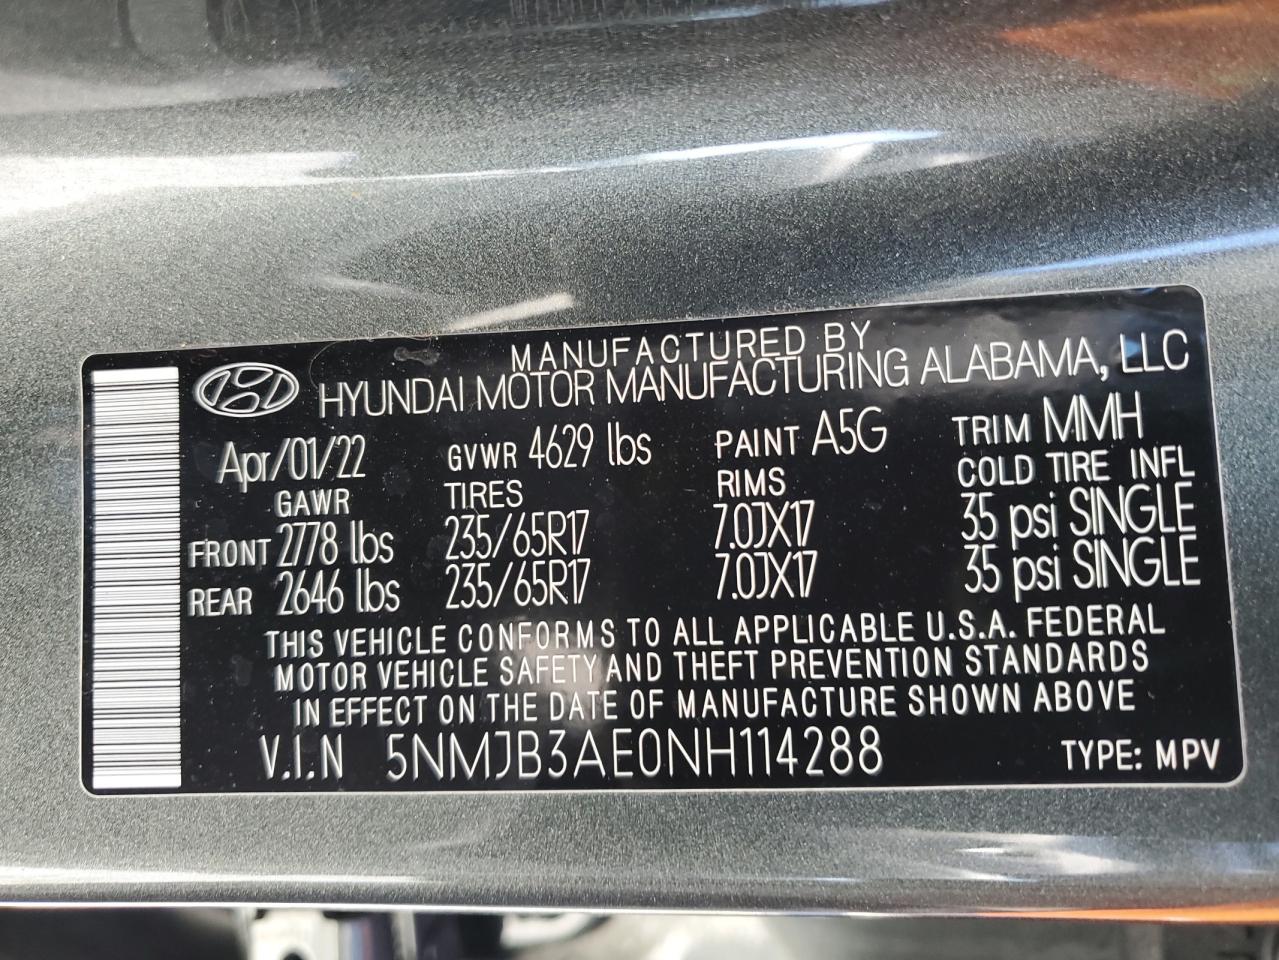 MANUFACTURED BY
HYUNDAI MOTOR MANUFACTURING ALABAMA, LLC
Apr/01/22 GVWR 4629 lbs PAINT A5G TRIM MMH
GAWR TIRES RIMS COLD TIRE INFL
FRONT 2778 lbs 235/65R17 7.0JX17 35 psi SINGLE
REAR 2646 lbs 235/65R17 7.0JX17 35 psi SINGLE
THIS VEHICLE CONFORMS TO ALL APPLICABLE U.S.A. FEDERAL
MOTOR VEHICLE SAFETY AND THEFT PREVENTION STANDARDS
IN EFFECT ON THE DATE OF MANUFACTURE SHOWN ABOVE
V.I.N 5NMJB3AE0NH114288 TYPE: MPV